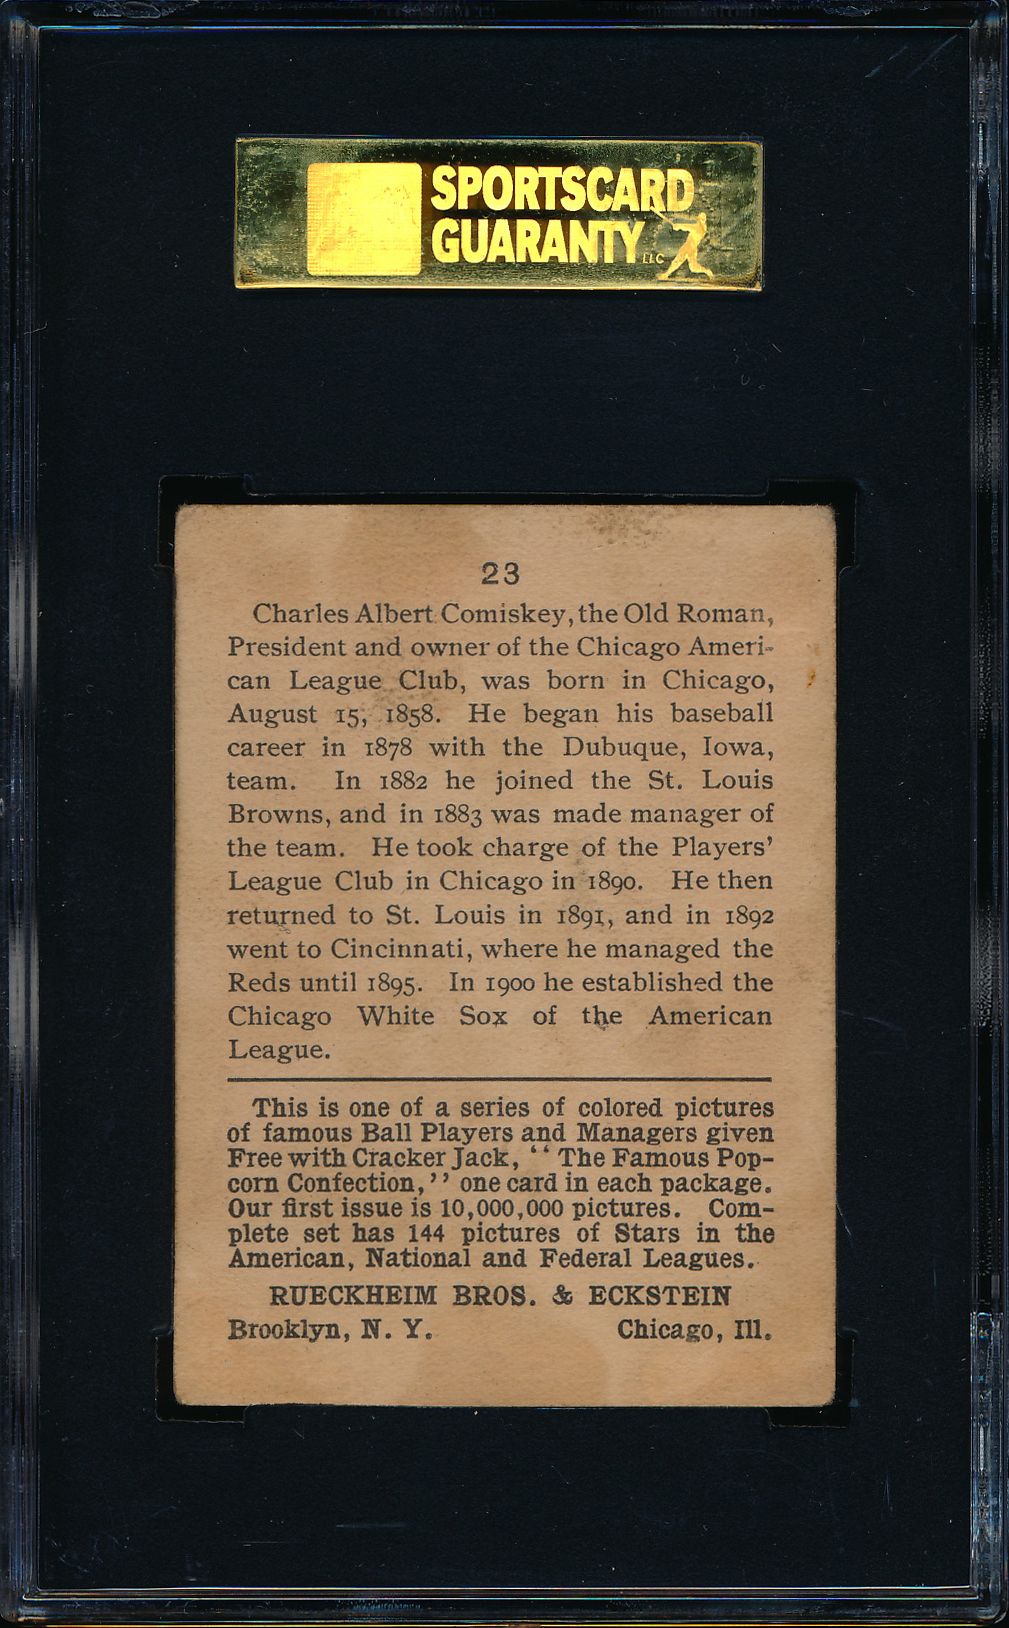 SPORTSCARD
GUARANTY LLC
23
Charles Albert Comiskey, the Old Roman,
President and owner of the Chicago Ameri-
can League Club, was born in Chicago,
August 15, 1858. He began his baseball
career in 1878 with the Dubuque, Iowa,
team. In 1882 he joined the St. Louis
Browns, and in 1883 was made manager of
the team. He took charge of the Players'
League Club in Chicago in 1890. He then
returned to St. Louis in 1891, and in 1892
went to Cincinnati, where he managed the
Reds until 1895. In 1900 he established the
Chicago White Sox of the American
League.
This is one of a series of colored pictures
of famous Ball Players and Managers given
Free with Cracker Jack, "The Famous Pop-
corn Confection," one card in each package.
Our first issue is 10,000,000 pictures. Com-
plete set has 144 pictures of Stars in the
American, National and Federal Leagues.
RUECKHEIM BROS. & ECKSTEIN
Brooklyn, N. Y. Chicago, Ill.